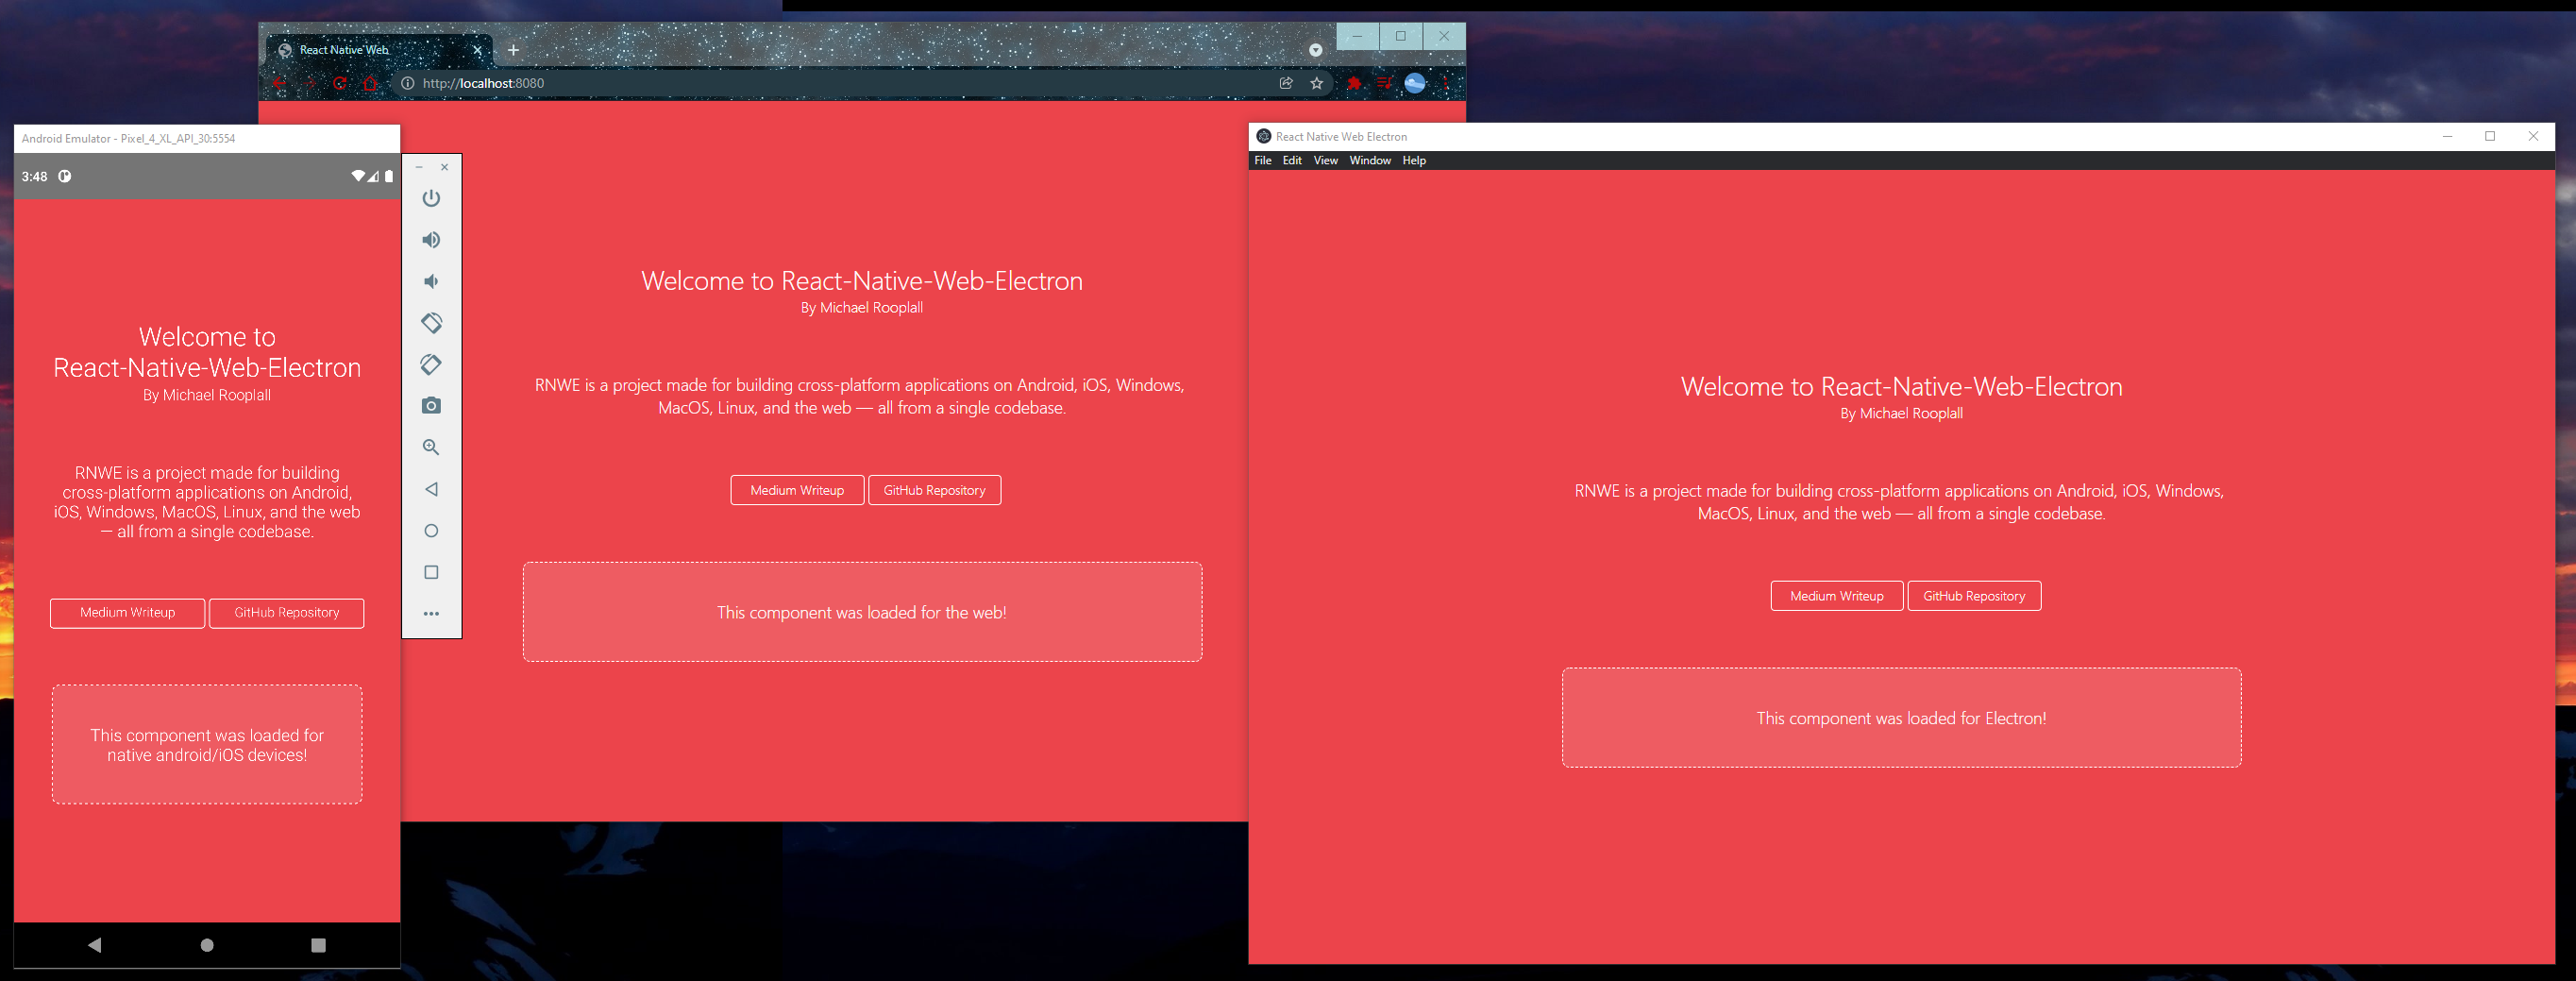 React Native Web
http://localhost:8080
Android Emulator - Pixel_4_XL_API_30:5554
3:48
Welcome to
React-Native-Web-Electron
By Michael Rooplall
RNWE is a project made for building
cross-platform applications on Android,
iOS, Windows, MacOS, Linux, and the web
— all from a single codebase.
Medium Writeup
GitHub Repository
This component was loaded for
native android/iOS devices!
Welcome to React-Native-Web-Electron
By Michael Rooplall
RNWE is a project made for building cross-platform applications on Android, iOS, Windows,
MacOS, Linux, and the web — all from a single codebase.
Medium Writeup
GitHub Repository
This component was loaded for the web!
React Native Web Electron
File Edit View Window Help
Welcome to React-Native-Web-Electron
By Michael Rooplall
RNWE is a project made for building cross-platform applications on Android, iOS, Windows,
MacOS, Linux, and the web — all from a single codebase.
Medium Writeup
GitHub Repository
This component was loaded for Electron!